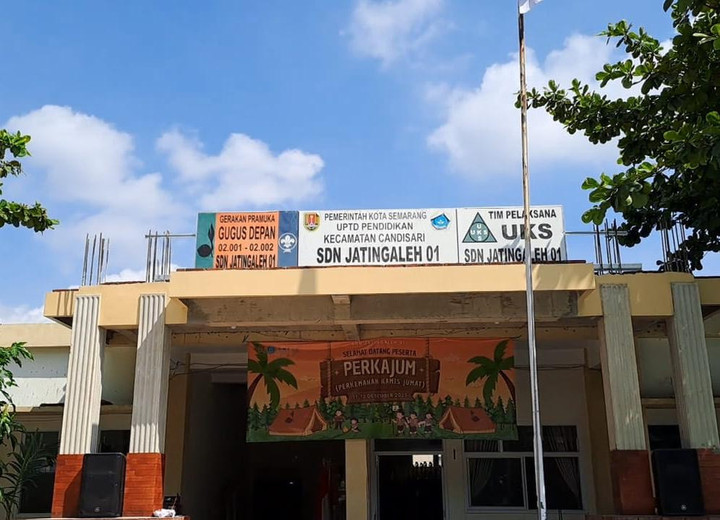 GERAKAN PRAMUKA
GUGUS DEPAN
02.001 - 02.002
SDN JATINGALEH 01
PEMERINTAH KOTA SEMARANG
UPTD PENDIDIKAN
KECAMATAN CANDISARI
SDN JATINGALEH 01
TIM PELAKSANA
UKS
SDN JATINGALEH 01
U
UKS
S
SELAMAT DATANG PESERTA
PERKAJUM
(PERKEMAHAN KAMIS JUMAT)